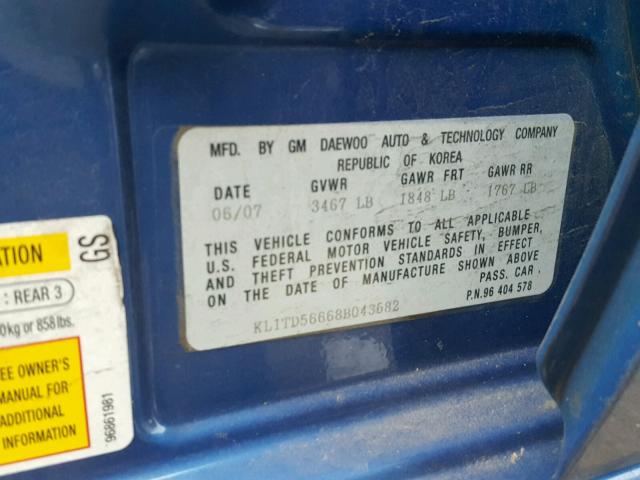 MFD. BY GM DAEWOO AUTO & TECHNOLOGY COMPANY
REPUBLIC OF KOREA
DATE GVWR GAWR FRT GAWR RR
06/07 3467 LB 1848 LB 1767 LB
THIS VEHICLE CONFORMS TO ALL APPLICABLE
U.S. FEDERAL MOTOR VEHICLE SAFETY, BUMPER,
AND THEFT PREVENTION STANDARDS IN EFFECT
ON THE DATE OF MANUFACTURE SHOWN ABOVE
PASS. CAR
KL1TD56668B043682
P.N.96 404 578
ATION
GS
: REAR 3)
0kg or 858 lbs.
EE OWNER'S
MANUAL FOR
ADDITIONAL
INFORMATION
96861981